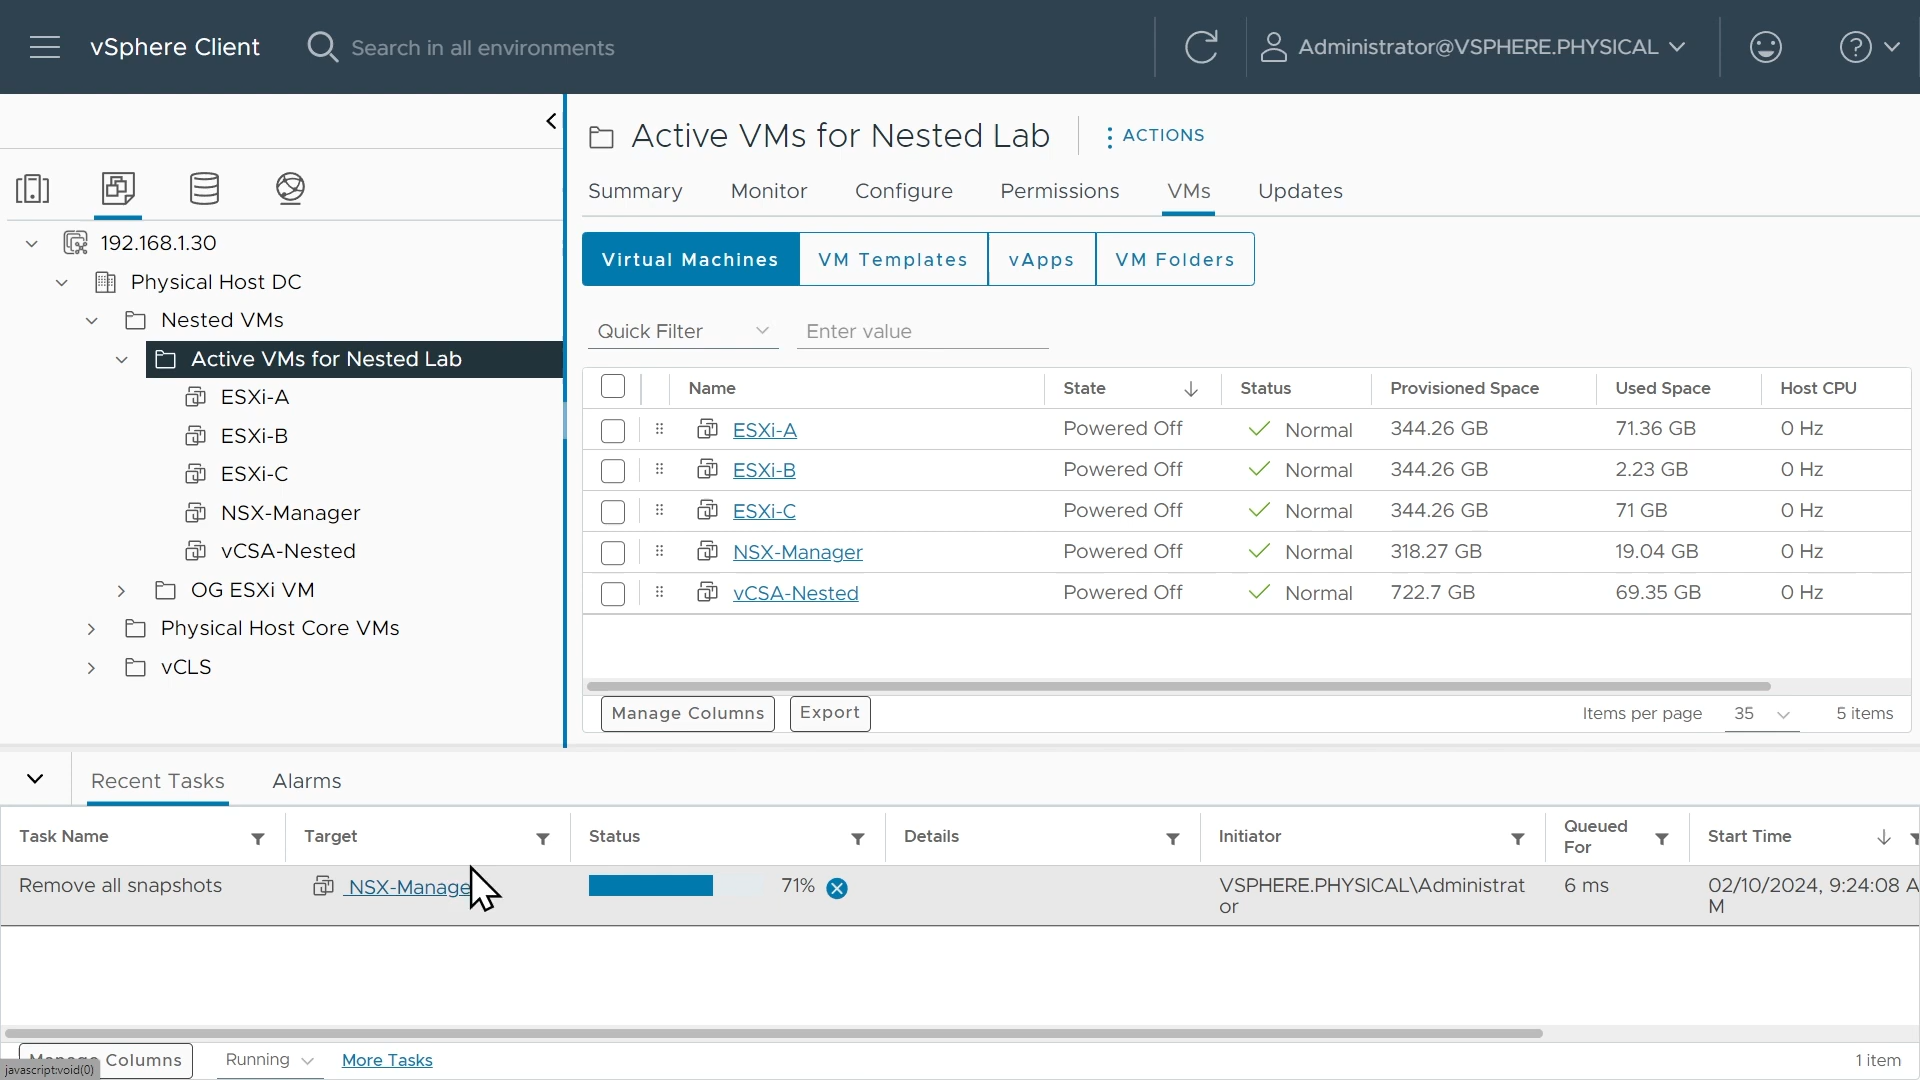 vSphere Client
Search in all environments
Administrator@VSPHERE.PHYSICAL
Active VMs for Nested Lab
ACTIONS
Summary Monitor Configure Permissions VMs Updates
192.168.1.30
Physical Host DC
Nested VMs
Active VMs for Nested Lab
ESXi-A
ESXi-B
ESXi-C
NSX-Manager
vCSA-Nested
OG ESXi VM
Physical Host Core VMs
vCLS
Virtual Machines VM Templates vApps VM Folders
Quick Filter Enter value
Name State Status Provisioned Space Used Space Host CPU
ESXi-A Powered Off Normal 344.26 GB 71.36 GB 0 Hz
ESXi-B Powered Off Normal 344.26 GB 2.23 GB 0 Hz
ESXi-C Powered Off Normal 344.26 GB 71 GB 0 Hz
NSX-Manager Powered Off Normal 318.27 GB 19.04 GB 0 Hz
vCSA-Nested Powered Off Normal 722.7 GB 69.35 GB 0 Hz
Manage Columns Export Items per page 35 5 items
Recent Tasks Alarms
Task Name Target Status Details Initiator Queued For Start Time
Remove all snapshots NSX-Manage 71% VSPHERE.PHYSICAL\Administrat 6 ms 02/10/2024, 9:24:08 A
or M
Columns Running More Tasks 1 item
javascript:void(0)